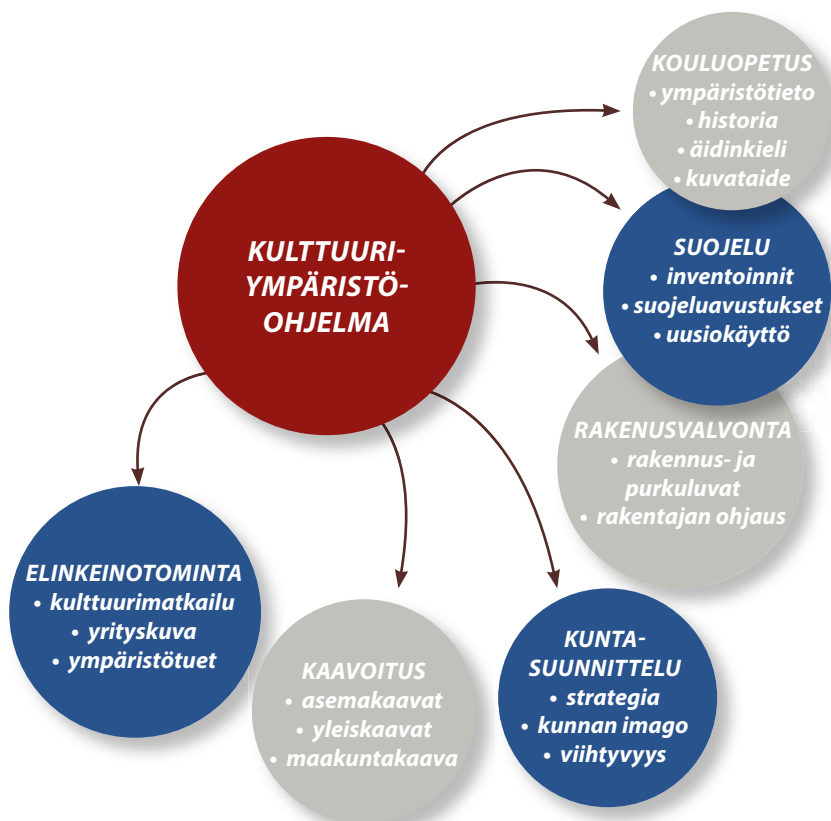 KOULUOPETUS
• ympäristötieto
• historia
• äidinkieli
• kuvataide
KULTTUURI-
YMPÄRISTÖ-
OHJELMA
SUOJELU
• inventoinnit
• suojeluavustukset
• uusiokäyttö
RAKENUSVALVONTA
• rakennus- ja
purkuluvat
• rakentajan ohjaus
ELINKEINOTOMINTA
• kulttuurimatkailu
• yrityskuva
• ympäristötuet
KAAVOITUS
• asemakaavat
• yleiskaavat
• maakuntakaava
KUNTA-
SUUNNITTELU
• strategia
• kunnan imago
• viihtyvyys